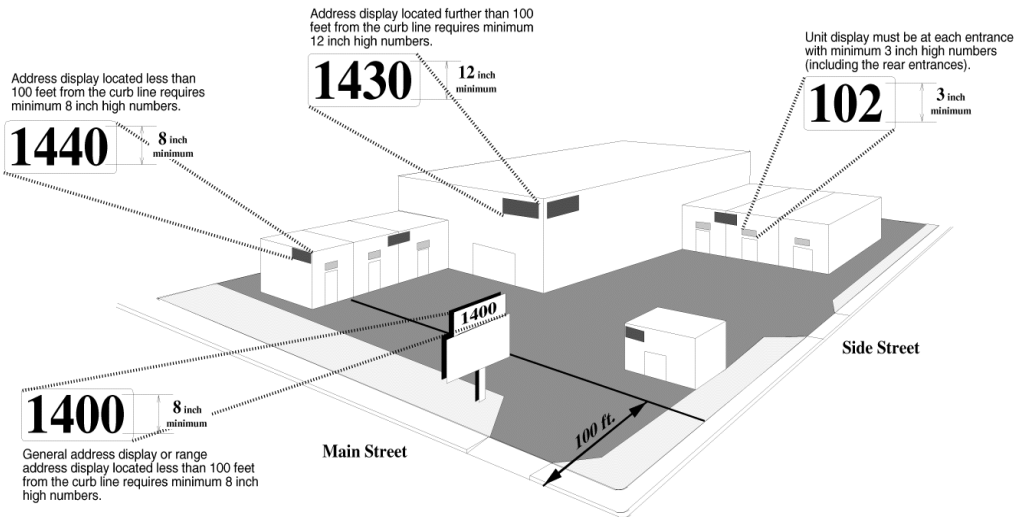 Address display located further than 100
feet from the curb line requires minimum
12 inch high numbers.
1430
12 inch
minimum
Unit display must be at each entrance
with minimum 3 inch high numbers
(including the rear entrances).
102
3 inch
minimum
Address display located less than
100 feet from the curb line requires
minimum 8 inch high numbers.
1440
8 inch
minimum
1400
Side Street
1400
8 inch
minimum
General address display or range
address display located less than 100 feet
from the curb line requires minimum 8 inch
high numbers.
Main Street
100 ft.